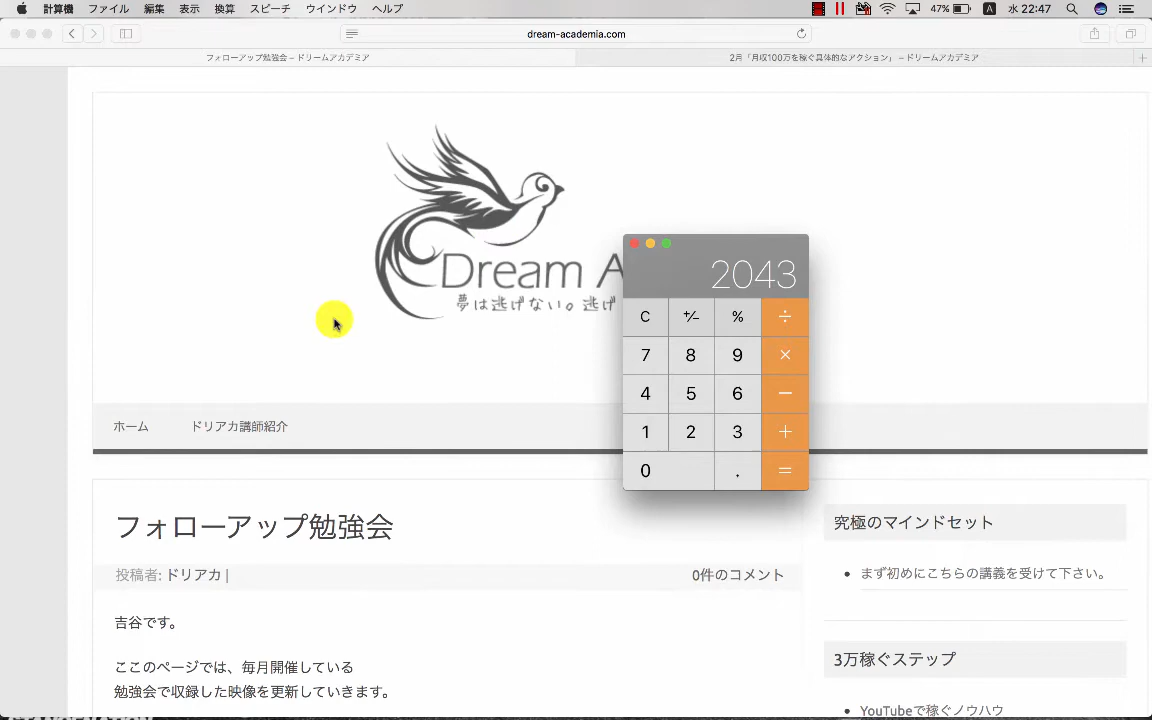 計算機 ファイル 編集 表示 換算 スピーチ ウインドウ ヘルプ 47% A 水 22:47
dream-academia.com
フォローアップ勉強会 – ドリームアカデミア
2月「月収100万を稼ぐ具体的なアクション」 – ドリームアカデミア
Dream A
夢は逃げない。逃げ
2043
C +/− % ÷
7 8 9 ×
4 5 6 −
1 2 3 +
0 . =
ホーム ドリアカ講師紹介
フォローアップ勉強会
投稿者: ドリアカ |
0件のコメント
吉谷です。
ここのページでは、毎月開催している
勉強会で収録した映像を更新していきます。
究極のマインドセット
まず初めにこちらの講義を受けて下さい。
3万稼ぐステップ
YouTubeで稼ぐノウハウ